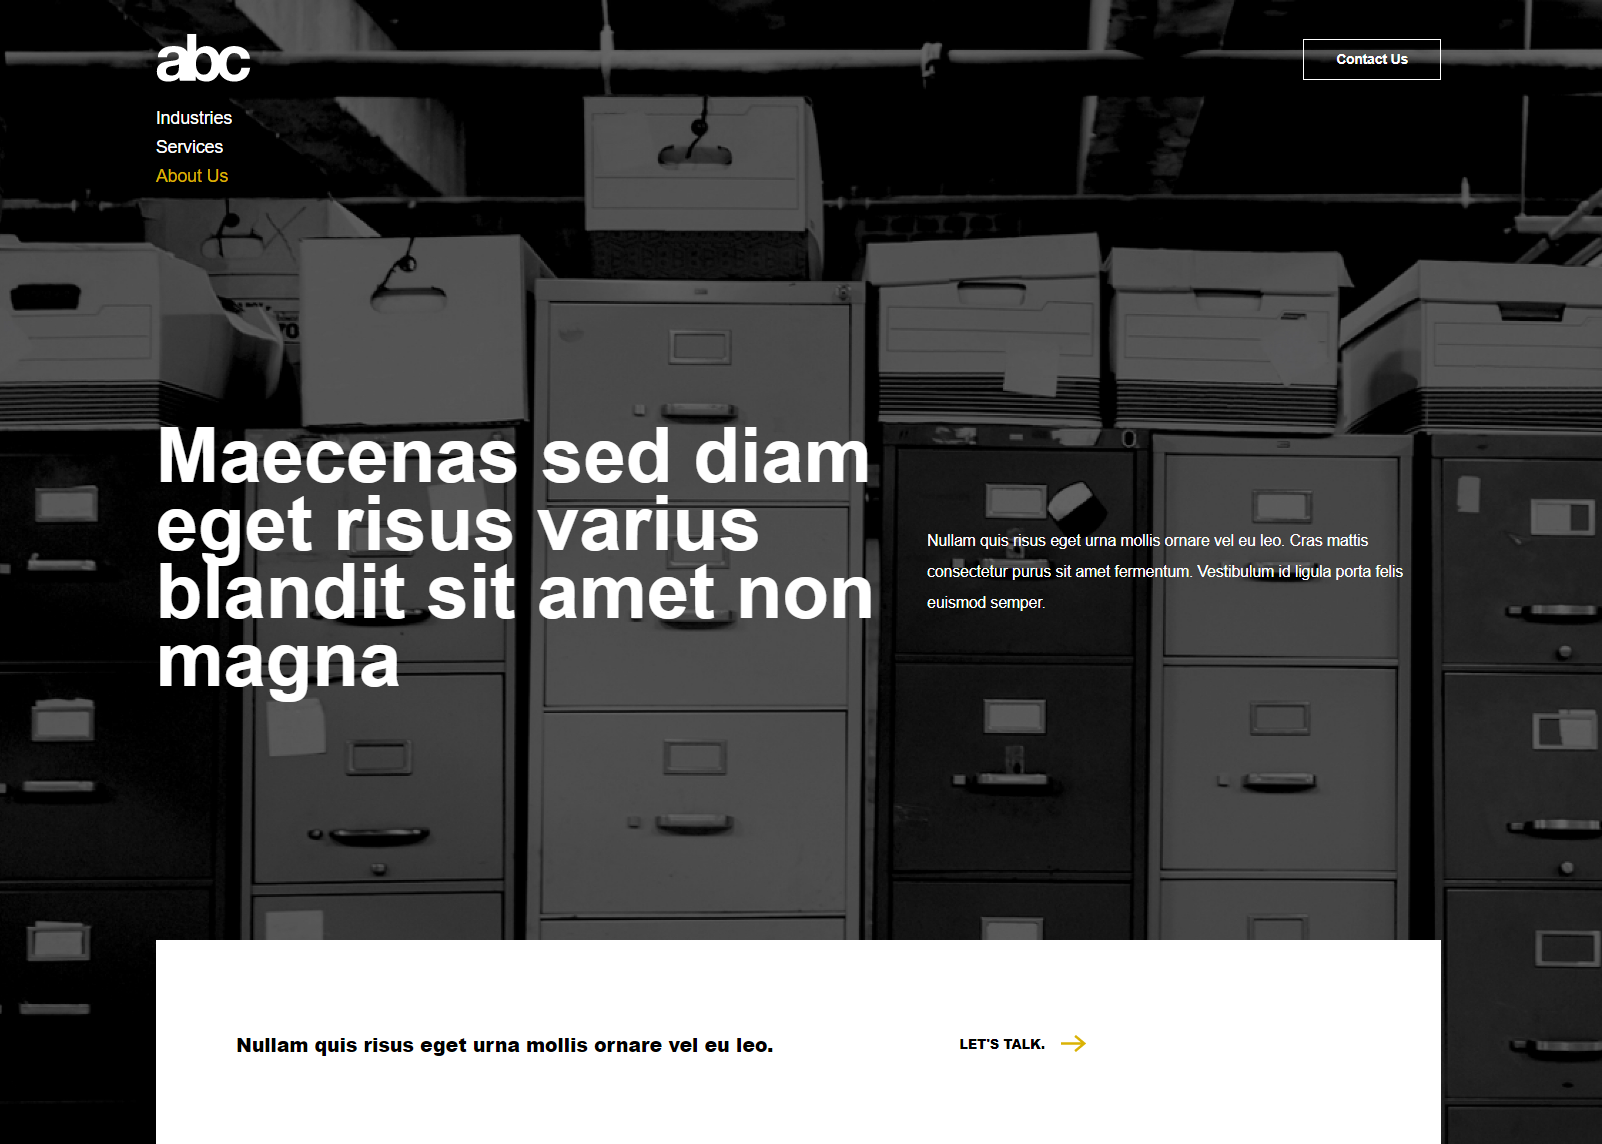 abc
Contact Us
Industries
Services
About Us
Maecenas sed diam
eget risus varius
blandit sit amet non
magna
Nullam quis risus eget urna mollis ornare vel eu leo. Cras mattis
consectetur purus sit amet fermentum. Vestibulum id ligula porta felis
euismod semper.
Nullam quis risus eget urna mollis ornare vel eu leo.
LET'S TALK.